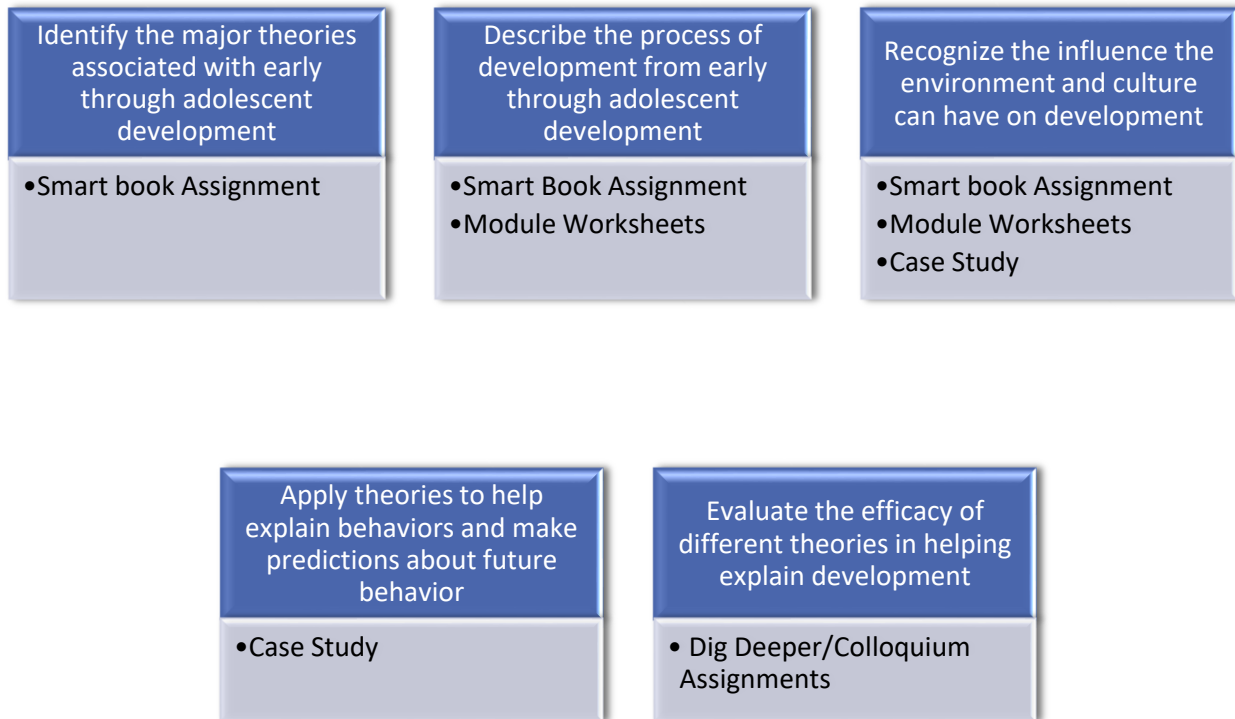 Identify the major theories
associated with early
through adolescent
development
•Smart book Assignment
Describe the process of
development from early
through adolescent
development
•Smart Book Assignment
•Module Worksheets
Recognize the influence the
environment and culture
can have on development
•Smart book Assignment
•Module Worksheets
•Case Study
Apply theories to help
explain behaviors and make
predictions about future
behavior
•Case Study
Evaluate the efficacy of
different theories in helping
explain development
• Dig Deeper/Colloquium
Assignments